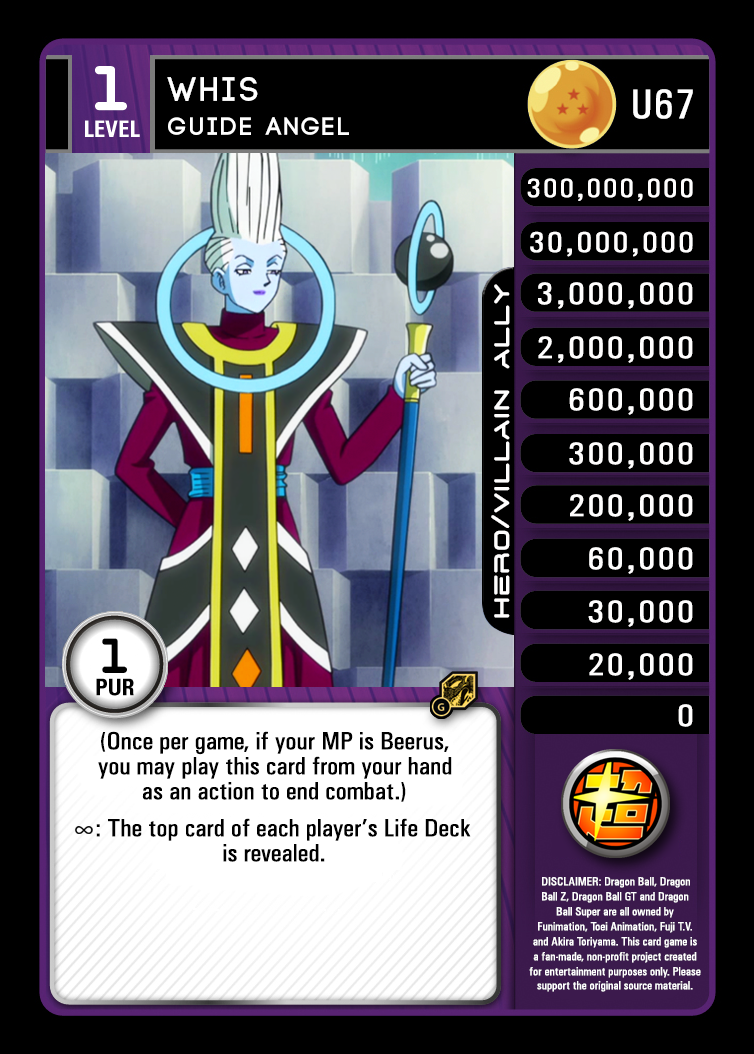 1
LEVEL
WHIS
GUIDE ANGEL
U67
300,000,000
30,000,000
3,000,000
2,000,000
600,000
300,000
200,000
60,000
30,000
20,000
0
HERO/VILLAIN ALLY
1
PUR
G
(Once per game, if your MP is Beerus,
you may play this card from your hand
as an action to end combat.)
∞: The top card of each player's Life Deck
is revealed.
超
DISCLAIMER: Dragon Ball, Dragon
Ball Z, Dragon Ball GT and Dragon
Ball Super are all owned by
Funimation, Toei Animation, Fuji T.V.
and Akira Toriyama. This card game is
a fan-made, non-profit project created
for entertainment purposes only. Please
support the original source material.